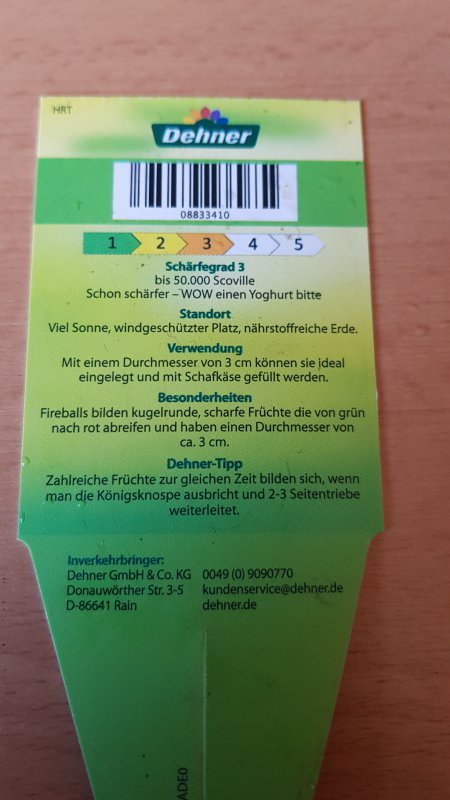 HRT
Dehner
08833410
1 2 3 4 5
Schärfegrad 3
bis 50.000 Scoville
Schon schärfer – WOW einen Yoghurt bitte
Standort
Viel Sonne, windgeschützter Platz, nährstoffreiche Erde.
Verwendung
Mit einem Durchmesser von 3 cm können sie ideal
eingelegt und mit Schafkäse gefüllt werden.
Besonderheiten
Fireballs bilden kugelrunde, scharfe Früchte die von grün
nach rot abreifen und haben einen Durchmesser von
ca. 3 cm.
Dehner-Tipp
Zahlreiche Früchte zur gleichen Zeit bilden sich, wenn
man die Königsknospe ausbricht und 2-3 Seitentriebe
weiterleitet.
Inverkehrbringer:
Dehner GmbH & Co. KG 0049 (0) 9090770
Donauwörther Str. 3-5 kundenservice@dehner.de
D-86641 Rain dehner.de